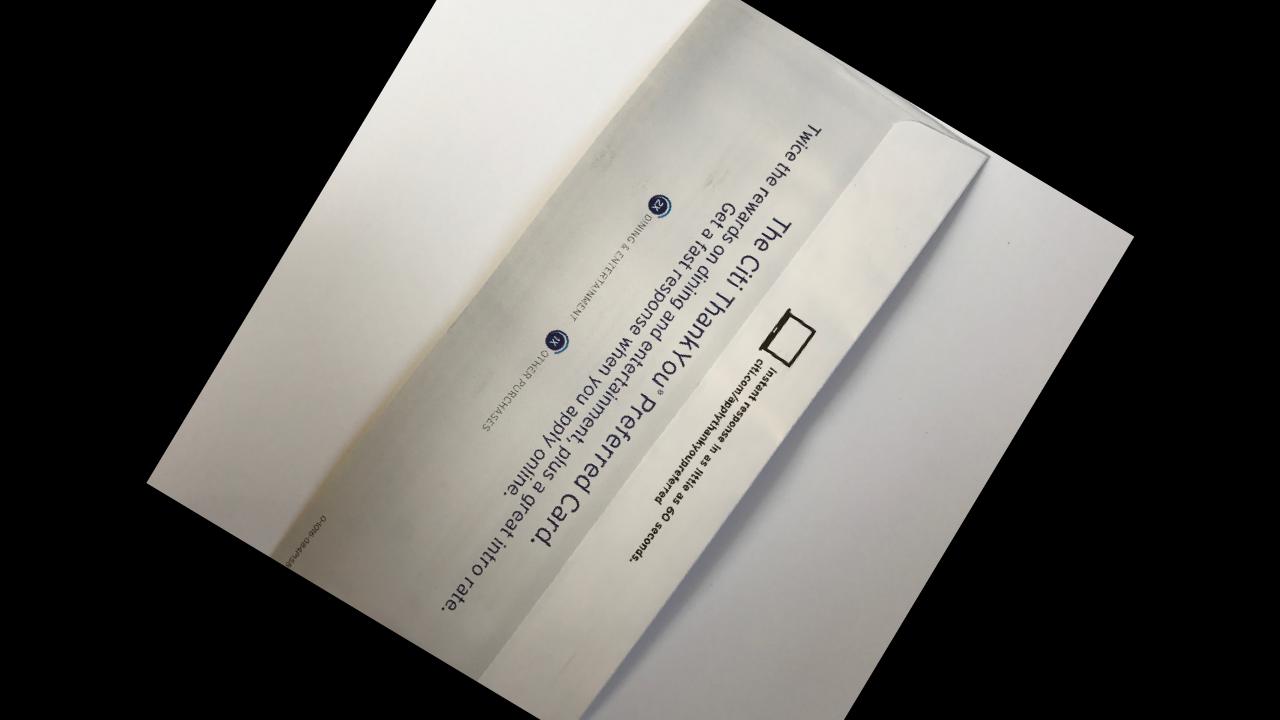 Instant response in as little as 60 seconds.
citi.com/applythankyoupreferred
The Citi ThankYou® Preferred Card.
Twice the rewards on dining and entertainment, plus a great intro rate.
Get a fast response when you apply online.
2X DINING & ENTERTAINMENT
1X OTHER PURCHASES